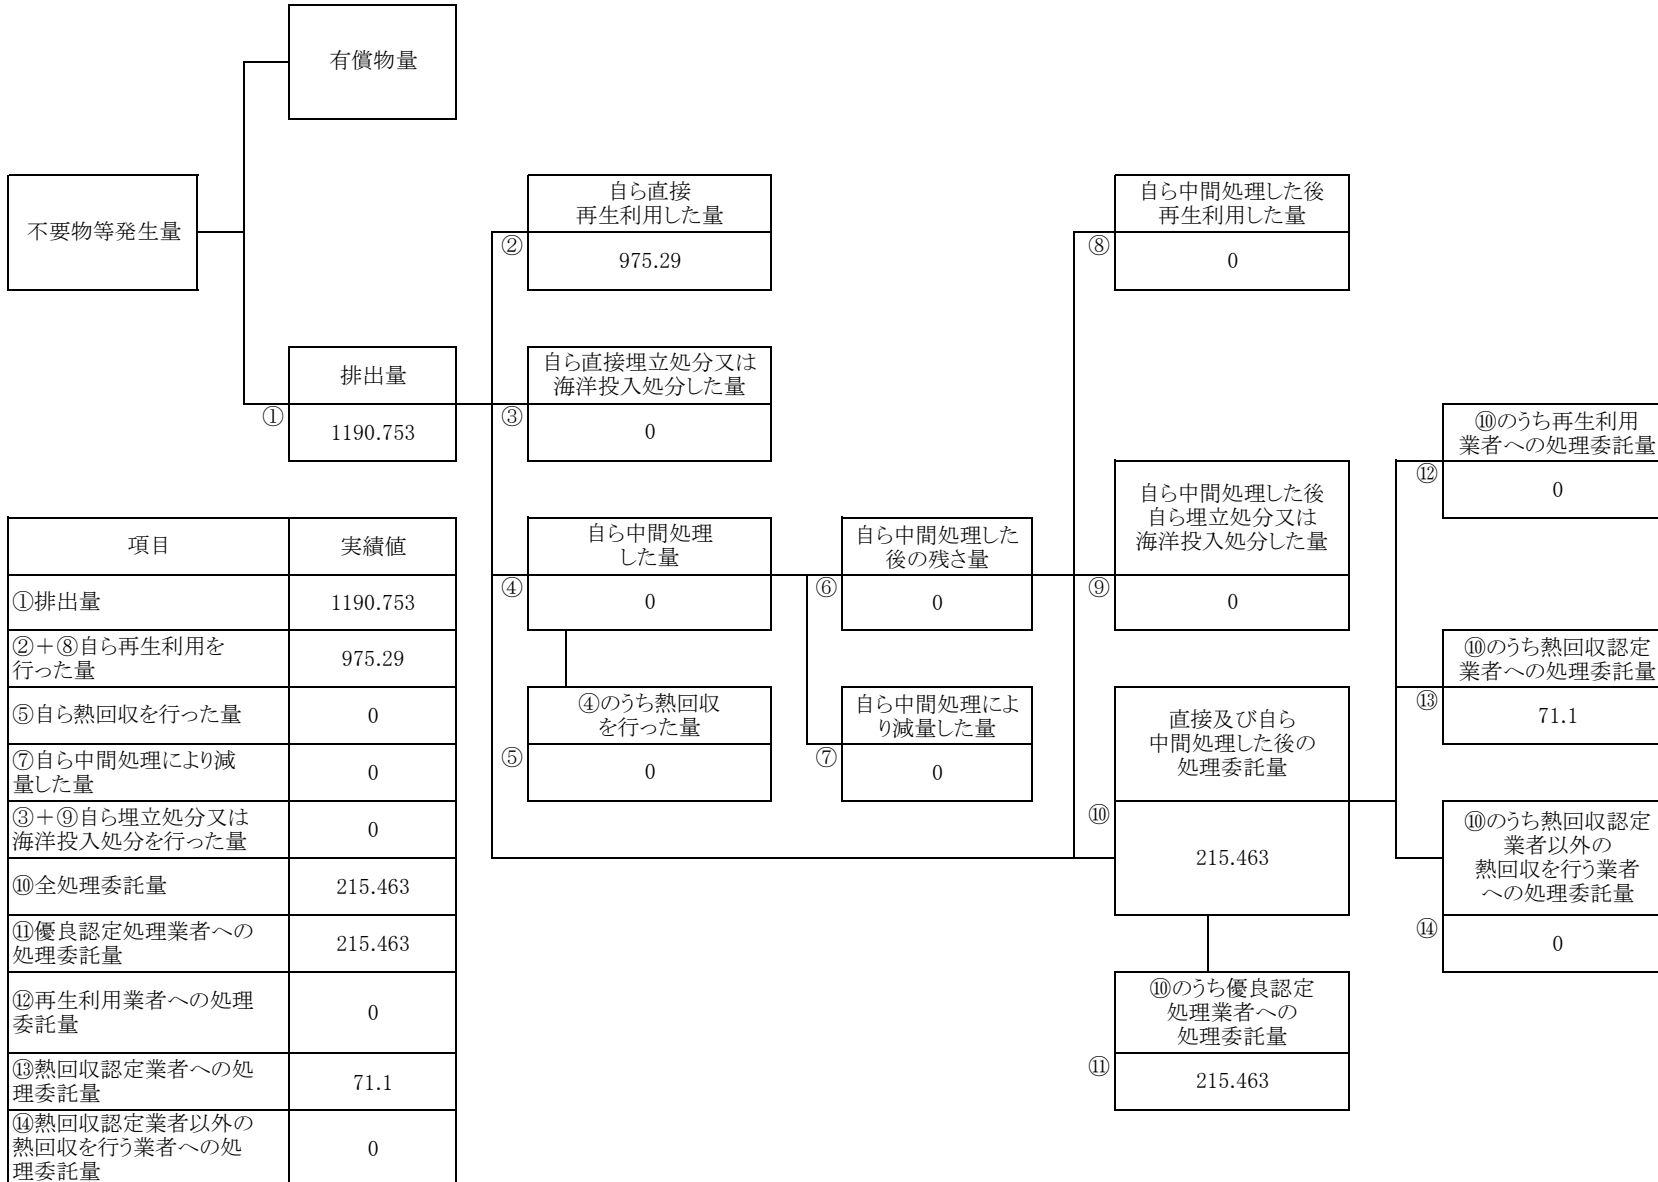 有償物量
不要物等発生量
自ら直接
再生利用した量
②
975.29
自ら中間処理した後
再生利用した量
⑧
0
排出量
①
1190.753
自ら直接埋立処分又は
海洋投入処分した量
③
0
⑩のうち再生利用
業者への処理委託量
⑫
0
自ら中間処理
した量
④
0
自ら中間処理した
後の残さ量
⑥
0
自ら中間処理した後
自ら埋立処分又は
海洋投入処分した量
⑨
0
⑩のうち熱回収認定
業者への処理委託量
⑬
71.1
④のうち熱回収
を行った量
⑤
0
自ら中間処理によ
り減量した量
⑦
0
直接及び自ら
中間処理した後の
処理委託量
⑩
215.463
⑩のうち熱回収認定
業者以外の
熱回収を行う業者
への処理委託量
⑭
0
⑩のうち優良認定
処理業者への
処理委託量
⑪
215.463
項目
実績値
①排出量
1190.753
②＋⑧自ら再生利用を
行った量
975.29
⑤自ら熱回収を行った量
0
⑦自ら中間処理により減
量した量
0
③＋⑨自ら埋立処分又は
海洋投入処分を行った量
0
⑩全処理委託量
215.463
⑪優良認定処理業者への
処理委託量
215.463
⑫再生利用業者への処理
委託量
0
⑬熱回収認定業者への処
理委託量
71.1
⑭熱回収認定業者以外の
熱回収を行う業者への処
理委託量
0